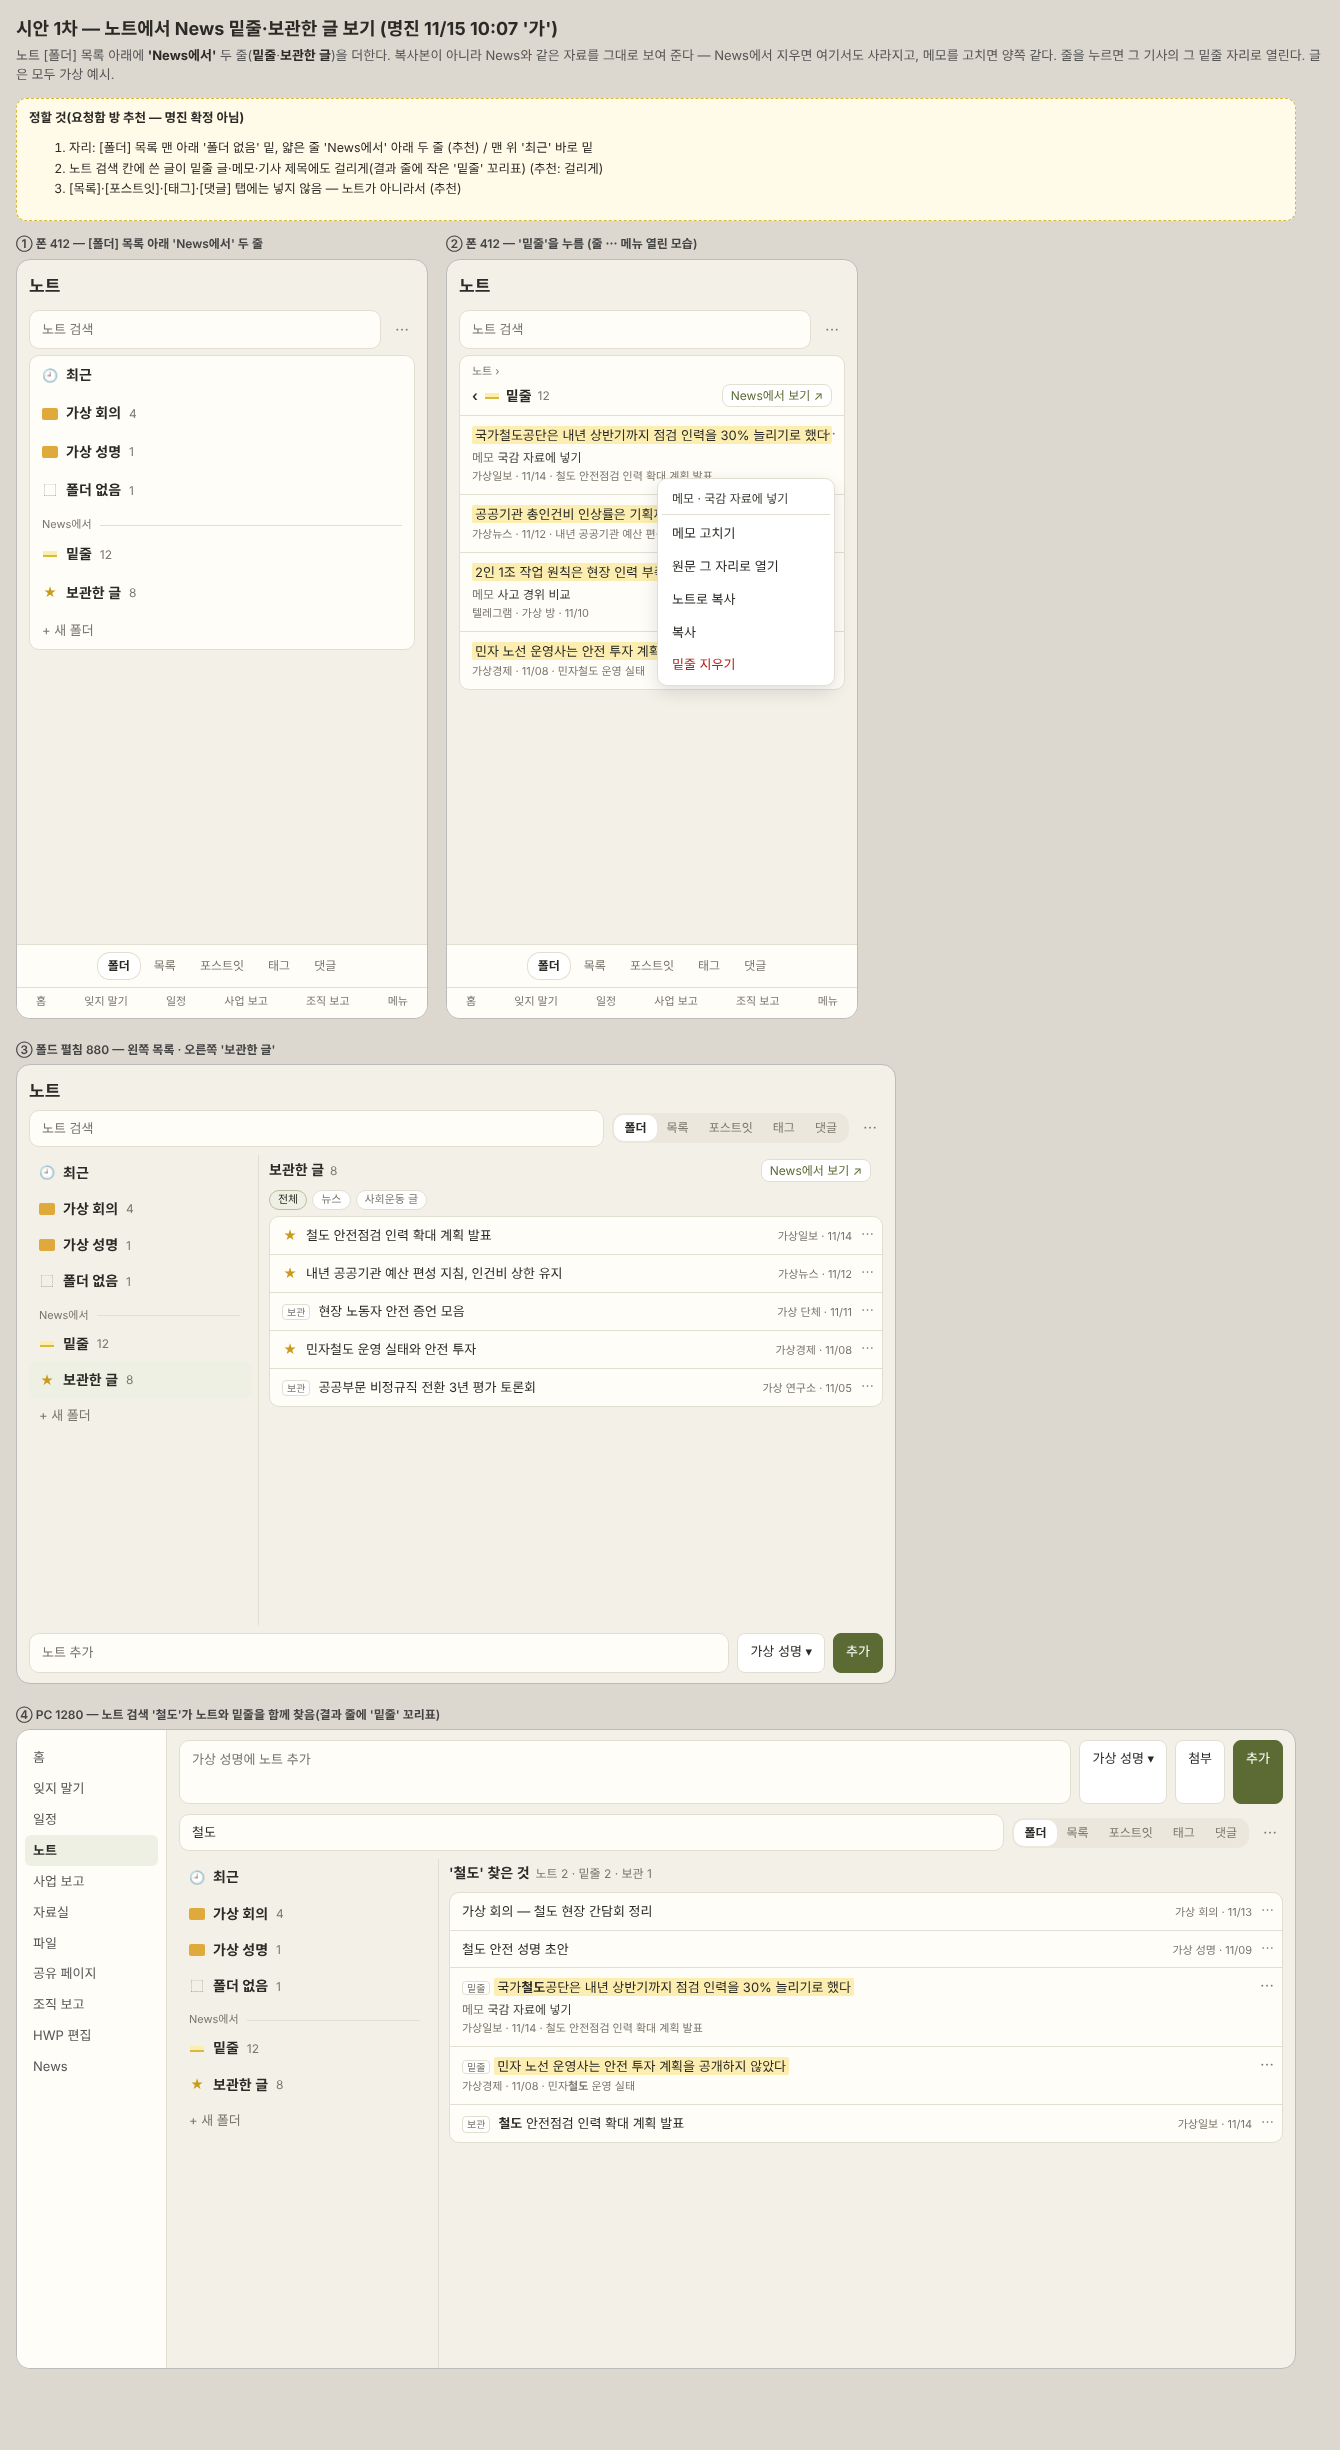 시안 1차 — 노트에서 News 밑줄·보관한 글 보기 (명진 11/15 10:07 '가')
노트 [폴더] 목록 아래에 'News에서' 두 줄(밑줄·보관한 글)을 더한다. 복사본이 아니라 News와 같은 자료를 그대로 보여 준다 — News에서 지우면 여기서도 사라지고, 메모를 고치면 양쪽 같다. 줄을 누르면 그 기사의 그 밑줄 자리로 열린다. 글
은 모두 가상 예시.
정할 것(요청함 방 추천 — 명진 확정 아님)
1. 자리: [폴더] 목록 맨 아래 '폴더 없음' 밑, 얇은 줄 'News에서' 아래 두 줄 (추천) / 맨 위 '최근' 바로 밑
2. 노트 검색 칸에 쓴 글이 밑줄 글·메모·기사 제목에도 걸리게(결과 줄에 작은 '밑줄' 꼬리표) (추천: 걸리게)
3. [목록]·[포스트잇]·[태그]·[댓글] 탭에는 넣지 않음 — 노트가 아니라서 (추천)
① 폰 412 — [폴더] 목록 아래 'News에서' 두 줄
노트
노트 검색 ⋯
최근
가상 회의 4
가상 성명 1
폴더 없음 1
News에서
밑줄 12
★ 보관한 글 8
+ 새 폴더
폴더 목록 포스트잇 태그 댓글
홈 잊지 말기 일정 사업 보고 조직 보고 메뉴
② 폰 412 — '밑줄'을 누름 (줄 ⋯ 메뉴 열린 모습)
노트
노트 검색 ⋯
노트 ›
‹ 밑줄 12 News에서 보기 ↗
국가철도공단은 내년 상반기까지 점검 인력을 30% 늘리기로 했다
메모 국감 자료에 넣기
가상일보 · 11/14 · 철도 안전점검 인력 확대 계획 발표
공공기관 총인건비 인상률은 기획
가상뉴스 · 11/12 · 내년 공공기관 예산 편
2인 1조 작업 원칙은 현장 인력 부
메모 사고 경위 비교
텔레그램 · 가상 방 · 11/10
민자 노선 운영사는 안전 투자 계획
가상경제 · 11/08 · 민자철도 운영 실태
메모 · 국감 자료에 넣기
메모 고치기
원문 그 자리로 열기
노트로 복사
복사
밑줄 지우기
폴더 목록 포스트잇 태그 댓글
홈 잊지 말기 일정 사업 보고 조직 보고 메뉴
③ 폴드 펼침 880 — 왼쪽 목록 · 오른쪽 '보관한 글'
노트
노트 검색 폴더 목록 포스트잇 태그 댓글 ⋯
최근
가상 회의 4
가상 성명 1
폴더 없음 1
News에서
밑줄 12
★ 보관한 글 8
+ 새 폴더
보관한 글 8 News에서 보기 ↗
전체 뉴스 사회운동 글
★ 철도 안전점검 인력 확대 계획 발표 가상일보 · 11/14 ⋯
★ 내년 공공기관 예산 편성 지침, 인건비 상한 유지 가상뉴스 · 11/12 ⋯
보관 현장 노동자 안전 증언 모음 가상 단체 · 11/11 ⋯
★ 민자철도 운영 실태와 안전 투자 가상경제 · 11/08 ⋯
보관 공공부문 비정규직 전환 3년 평가 토론회 가상 연구소 · 11/05 ⋯
노트 추가 가상 성명 ▾ 추가
④ PC 1280 — 노트 검색 '철도'가 노트와 밑줄을 함께 찾음(결과 줄에 '밑줄' 꼬리표)
홈
잊지 말기
일정
노트
사업 보고
자료실
파일
공유 페이지
조직 보고
HWP 편집
News
가상 성명에 노트 추가 가상 성명 ▾ 첨부 추가
철도 폴더 목록 포스트잇 태그 댓글 ⋯
최근
가상 회의 4
가상 성명 1
폴더 없음 1
News에서
밑줄 12
★ 보관한 글 8
+ 새 폴더
'철도' 찾은 것 노트 2 · 밑줄 2 · 보관 1
가상 회의 — 철도 현장 간담회 정리 가상 회의 · 11/13 ⋯
철도 안전 성명 초안 가상 성명 · 11/09 ⋯
밑줄 국가철도공단은 내년 상반기까지 점검 인력을 30% 늘리기로 했다 ⋯
메모 국감 자료에 넣기
가상일보 · 11/14 · 철도 안전점검 인력 확대 계획 발표
밑줄 민자 노선 운영사는 안전 투자 계획을 공개하지 않았다 ⋯
가상경제 · 11/08 · 민자철도 운영 실태
보관 철도 안전점검 인력 확대 계획 발표 가상일보 · 11/14 ⋯